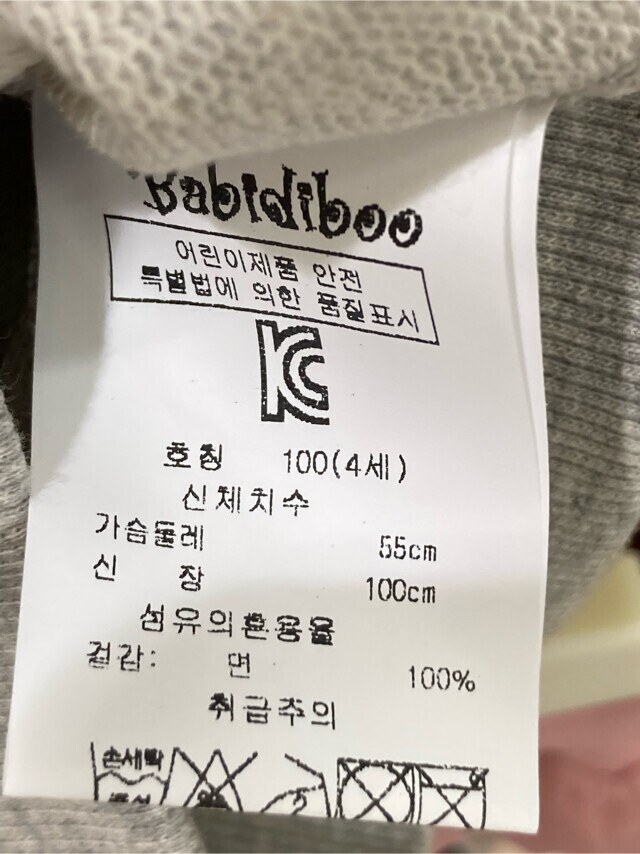 Babidiboo
어린이제품 안전
특별법에 의한 품질표시
KC
호칭 100(4세)
신체치수
가슴둘레 55cm
신 장 100cm
섬유의혼용율
겉감: 면 100%
취급주의
손세탁